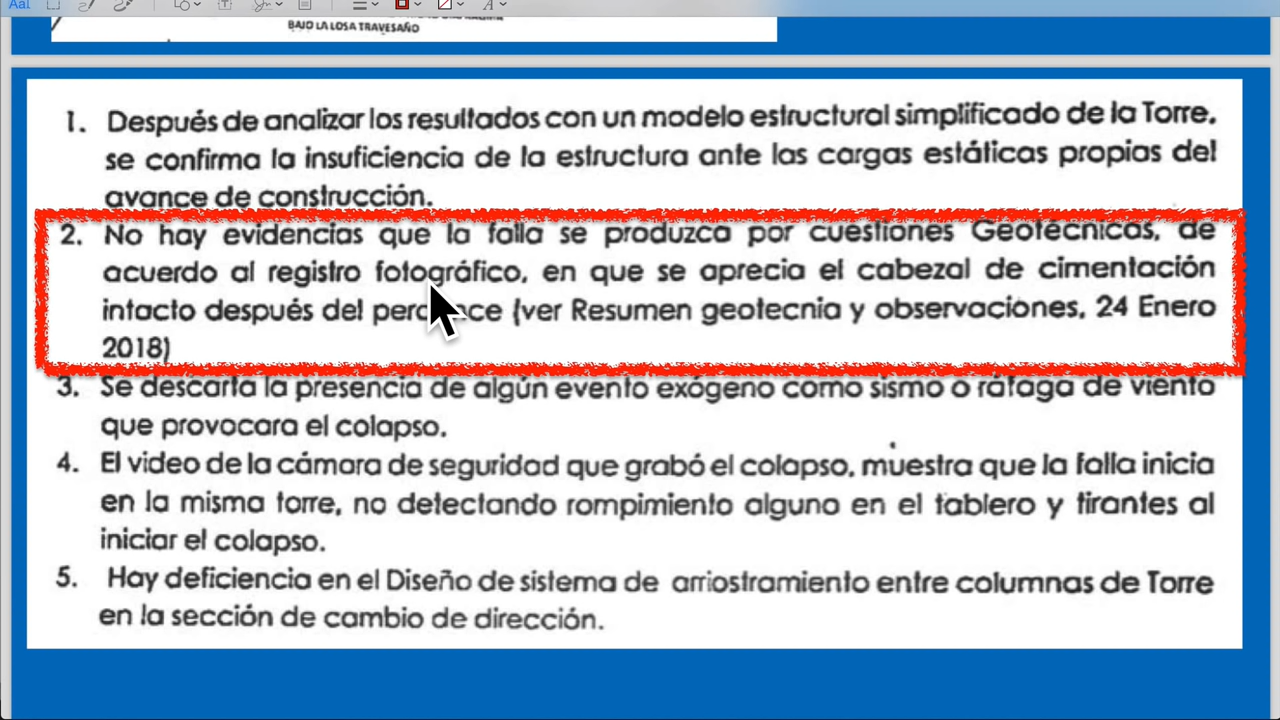 Aa
T
A
BAJO LA LOSA TRAVESAÑO
1. Después de analizar los resultados con un modelo estructural simplificado de la Torre,
se confirma la insuficiencia de la estructura ante las cargas estáticas propias del
avance de construcción.
2. No hay evidencias que la falla se produzca por cuestiones Geotécnicas, de
acuerdo al registro fotográfico, en que se aprecia el cabezal de cimentación
intacto después del (ver Resumen geotecnia y observaciones, 24 Enero
2018)
3. Se descarta la presencia de algún evento exógeno como sismo o ráfaga de viento
que provocara el colapso.
4. El video de la cámara de seguridad que grabó el colapso, muestra que la falla inicia
en la misma torre, no detectando rompimiento alguno en el tablero y tirantes al
iniciar el colapso.
5. Hay deficiencia en el Diseño de sistema de arriostramiento entre columnas de Torre
en la sección de cambio de dirección.